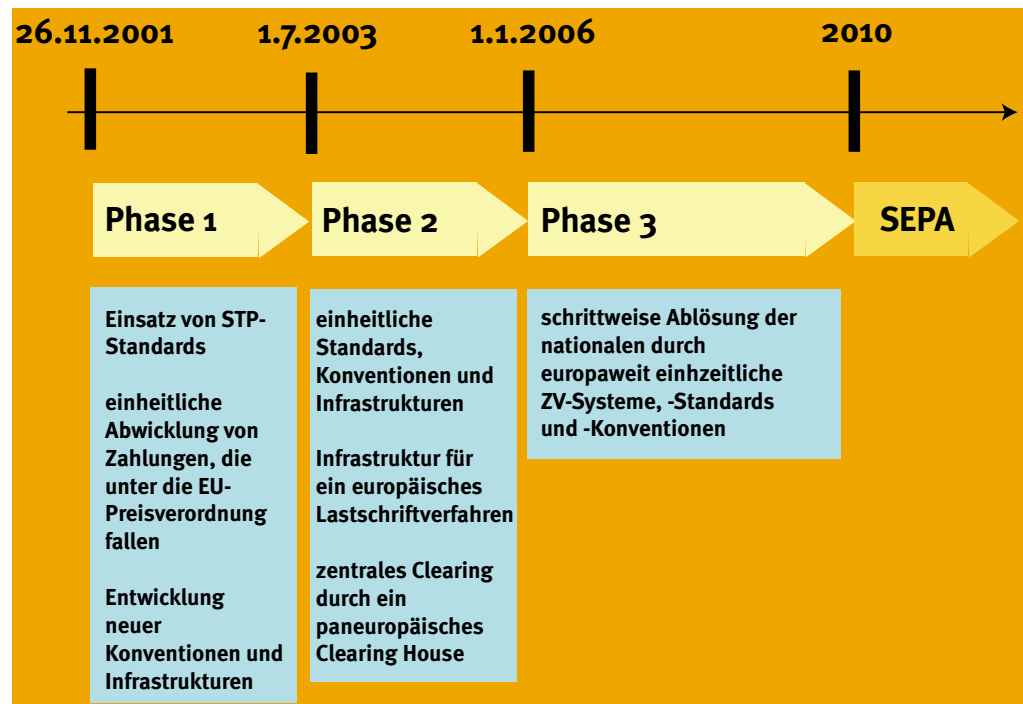 26.11.2001 1.7.2003 1.1.2006 2010
Phase 1 Phase 2 Phase 3 SEPA
Einsatz von STP-
Standards
einheitliche
Abwicklung von
Zahlungen, die
unter die EU-
Preisverordnung
fallen
Entwicklung
neuer
Konventionen und
Infrastrukturen
einheitliche
Standards,
Konventionen und
Infrastrukturen
Infrastruktur für
ein europäisches
Lastschriftverfahren
zentrales Clearing
durch ein
paneuropäisches
Clearing House
schrittweise Ablösung der
nationalen durch
europaweit einhzeitliche
ZV-Systeme, -Standards
und -Konventionen